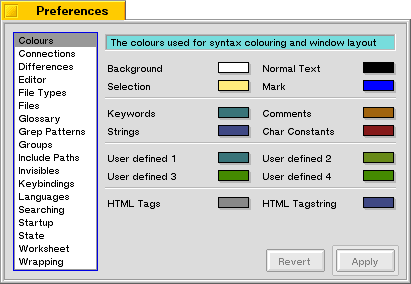 Preferences
Colours
Connections
Differences
Editor
File Types
Files
Glossary
Grep Patterns
Groups
Include Paths
Invisibles
Keybindings
Languages
Searching
Startup
State
Worksheet
Wrapping
The colours used for syntax colouring and window layout
Background Normal Text
Selection Mark
Keywords Comments
Strings Char Constants
User defined 1 User defined 2
User defined 3 User defined 4
HTML Tags HTML Tagstring
Revert Apply